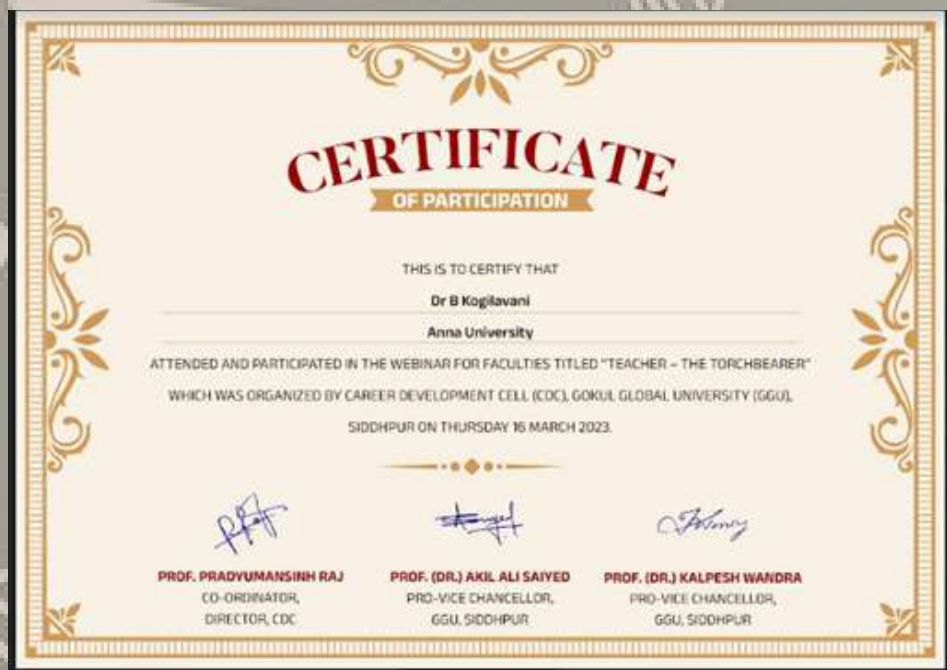 CERTIFICATE
OF PARTICIPATION
THIS IS TO CERTIFY THAT
Dr B Kogilavani
Anna University
ATTENDED AND PARTICIPATED IN THE WEBINAR FOR FACULTIES TITLED "TEACHER – THE TORCHBEARER"
WHICH WAS ORGANIZED BY CAREER DEVELOPMENT CELL (CDC), GOKUL GLOBAL UNIVERSITY (GGU),
SIDDHPUR ON THURSDAY 16 MARCH 2023.
PROF. PRADYUMANSINH RAJ
CO-ORDINATOR,
DIRECTOR, CDC
PROF. (DR.) AKIL ALI SAIYED
PRO-VICE CHANCELLOR,
GGU, SIDDHPUR
PROF. (DR.) KALPESH WANDRA
PRO-VICE CHANCELLOR,
GGU, SIDDHPUR